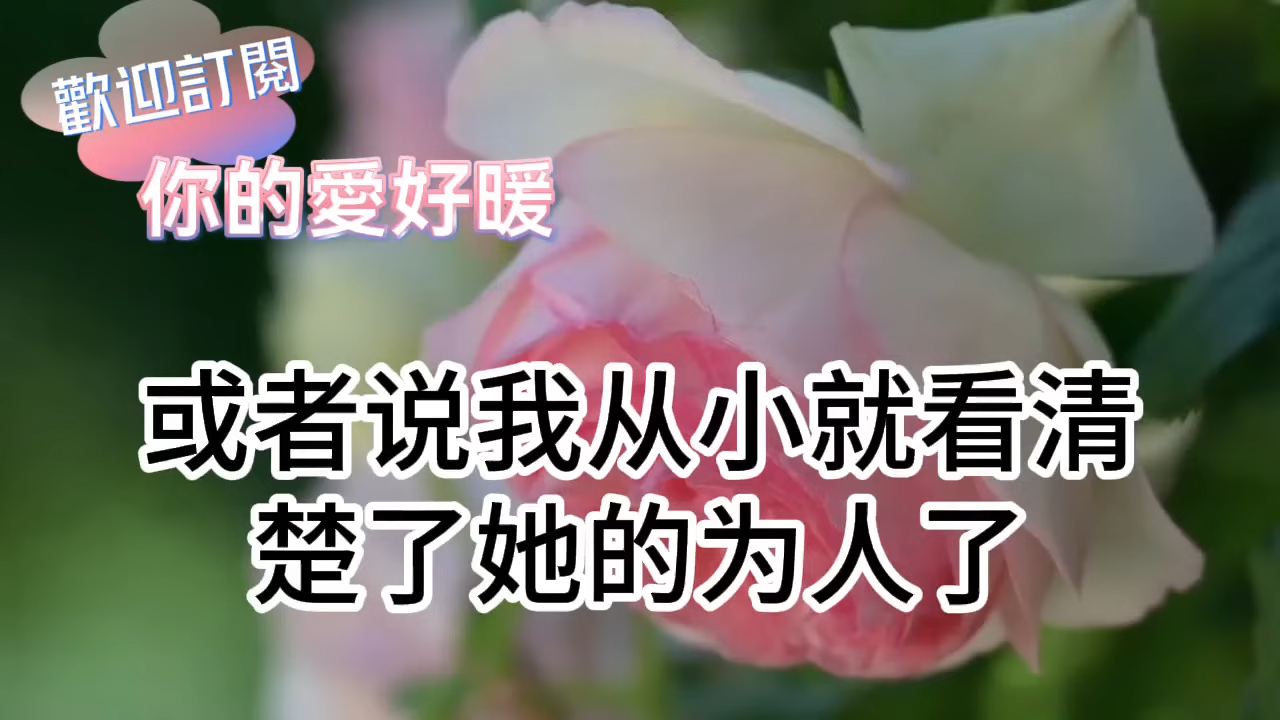 歡迎訂閱
你的愛好暖
或者说我从小就看清
楚了她的为人了